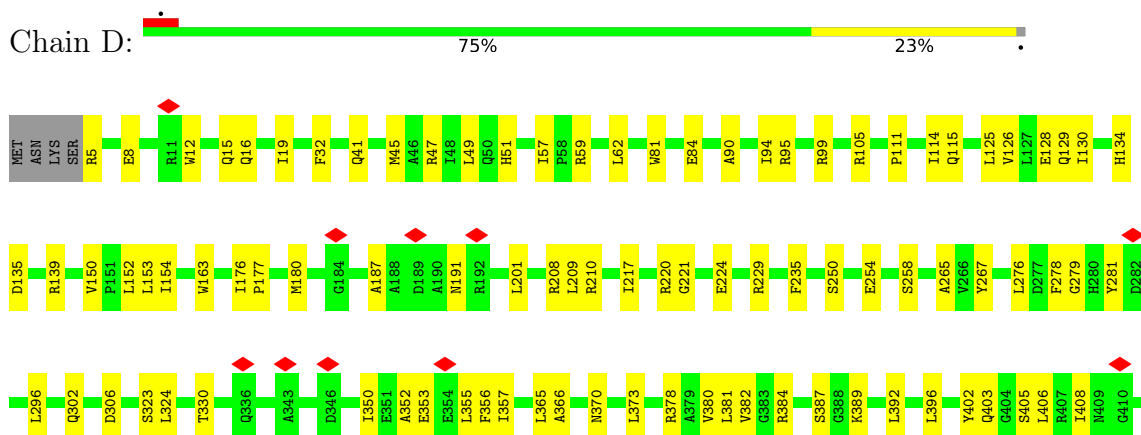 Chain D:
75% 23%
MET ASN LYS SER R5 E8 R11 W12 Q15 Q16 I19 F32 Q41 M45 A46 R47 I48 L49 Q50 H51 I57 P58 R59 L62 W81 E84 A90 I94 R95 R99 R105 P111 I114 Q115 L125 V126 L127 E128 Q129 I130 H134
D135 R139 V150 P151 L152 L153 I154 W163 I176 P177 M180 G184 A187 A188 D189 A190 N191 R192 L201 R208 L209 R210 I217 R220 G221 E224 R229 F235 S250 E254 S258 A265 V266 Y267 L276 D277 F278 G279 H280 Y281 D282
L296 Q302 D306 S323 L324 T330 Q336 A343 D346 I350 E351 A352 E353 E354 L355 F356 I357 L365 A366 N370 L373 R378 A379 V380 L381 V382 G383 R384 S387 G388 K389 L392 L396 Y402 Q403 G404 S405 L406 R407 I408 N409 G410